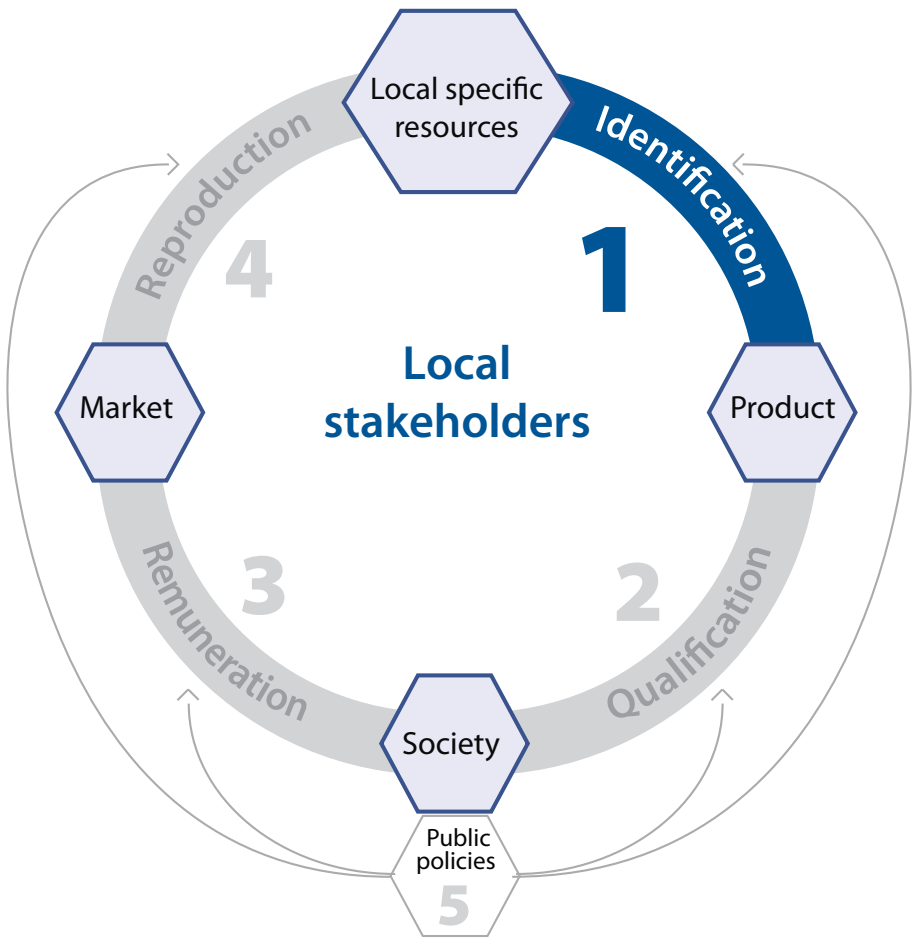 Local specific
resources
Identification
1
Reproduction
4
Local
stakeholders
Market
Product
3
Remuneration
2
Qualification
Society
Public
policies
5